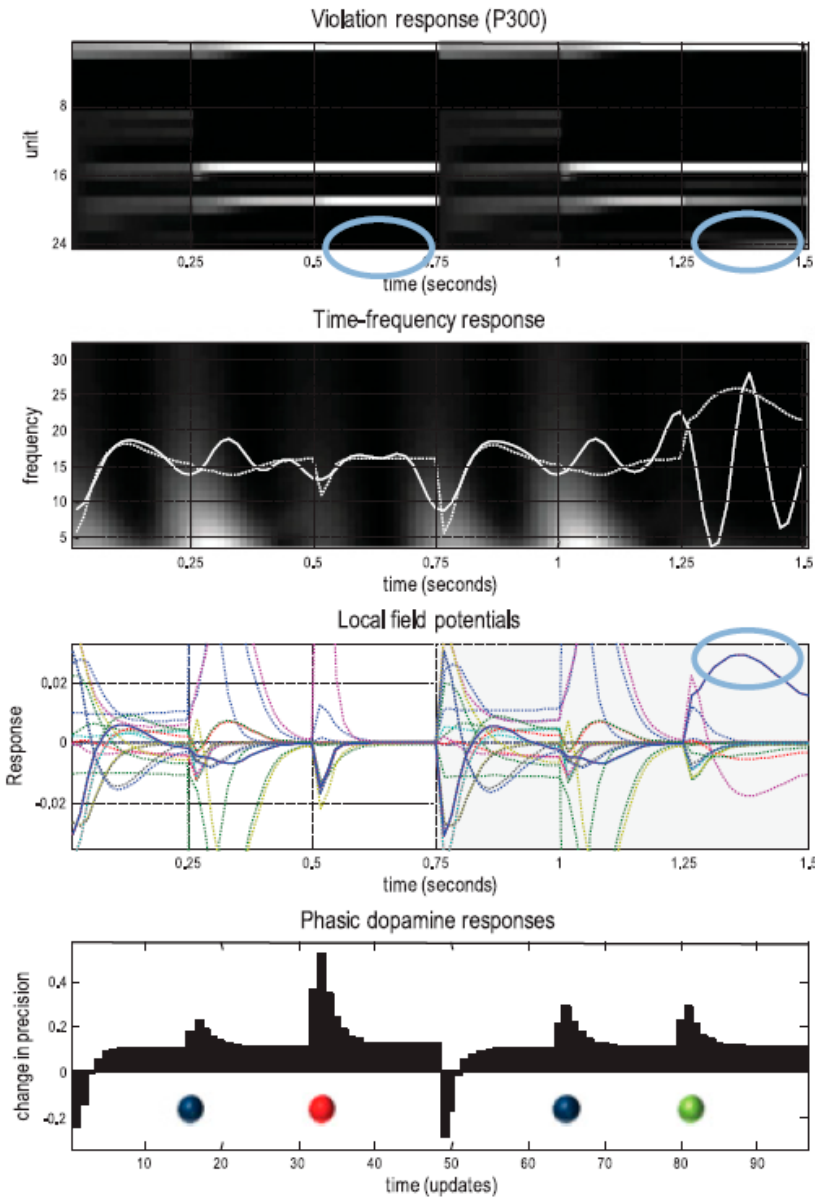 Violation response (P300)
unit
8
16
24
0.25 0.5 0.75 1 1.25 1.5
time (seconds)
Time–frequency response
frequency
30
25
20
15
10
5
0.25 0.5 0.75 1 1.25 1.5
time (seconds)
Local field potentials
Response
0.02
0
-0.02
0.25 0.5 0.75 1 1.25 1.5
time (seconds)
Phasic dopamine responses
change in precision
0.4
0.2
0
-0.2
10 20 30 40 50 60 70 80 90
time (updates)